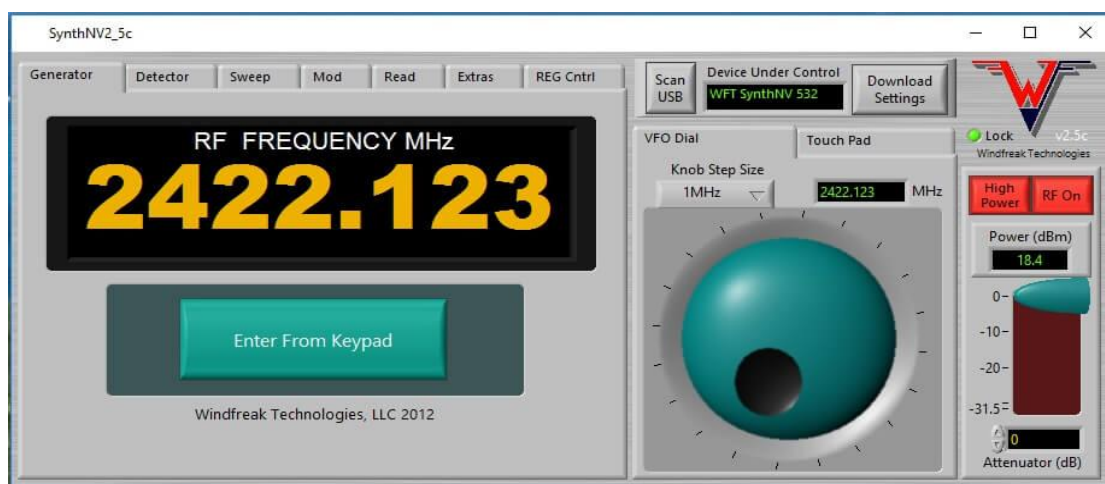 SynthNV2_5c
Generator
Detector
Sweep
Mod
Read
Extras
REG Cntrl
RF FREQUENCY MHz
2422.123
Enter From Keypad
Windfreak Technologies, LLC 2012
Scan
USB
Device Under Control
WFT SynthNV 532
Download
Settings
VFO Dial
Touch Pad
Knob Step Size
1MHz
2422.123 MHz
W
Lock
v2.5c
Windfreak Technologies
High
Power
RF On
Power (dBm)
18.4
0-
-10-
-20-
-31.5-
0
Attenuator (dB)